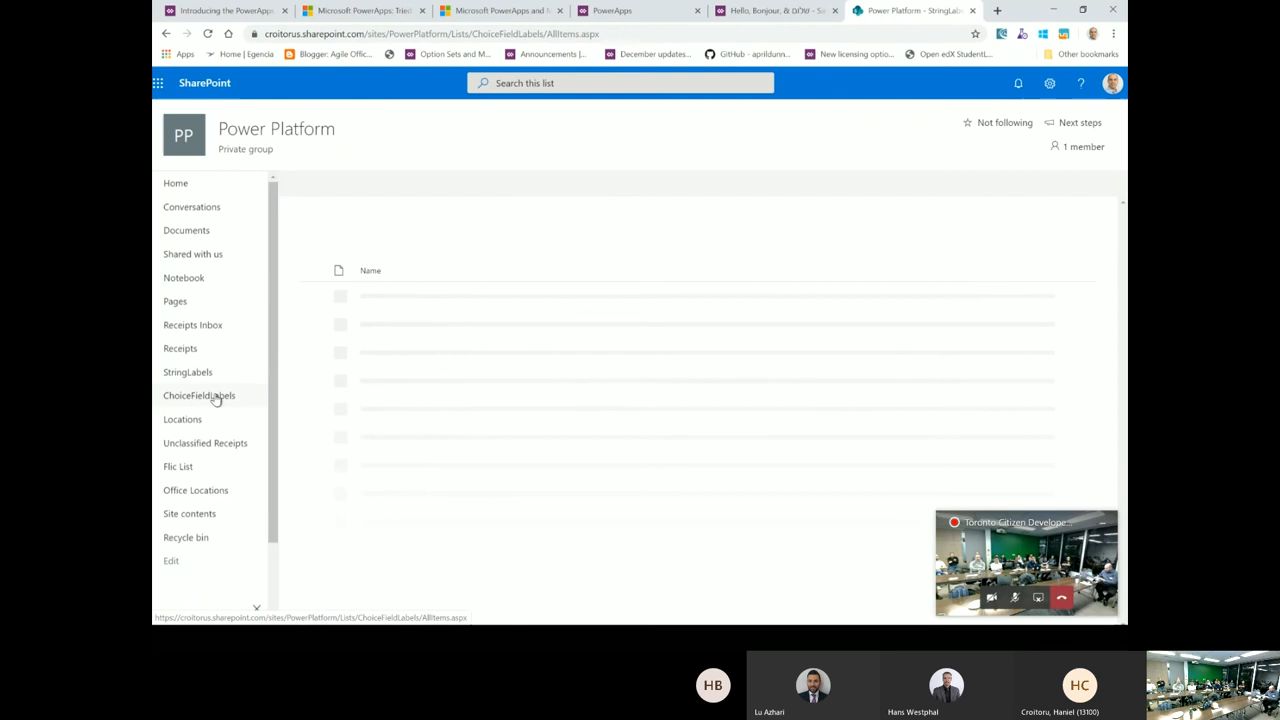 Introducing the PowerApps
Microsoft PowerApps: Tried
Microsoft PowerApps and M
PowerApps
Hello, Bonjour, & שלום - Sa
Power Platform - StringLab
croitorus.sharepoint.com/sites/PowerPlatform/Lists/ChoiceFieldLabels/AllItems.aspx
Apps
Home | Egencia
Blogger: Agile Office...
Option Sets and M...
Announcements |...
December updates...
GitHub - aprildunn...
New licensing optio...
Open edX StudentL...
Other bookmarks
SharePoint
Search this list
?
PP
Power Platform
Private group
Not following
Next steps
1 member
Home
Conversations
Documents
Shared with us
Notebook
Pages
Receipts Inbox
Receipts
StringLabels
ChoiceFieldLabels
Locations
Unclassified Receipts
Flic List
Office Locations
Site contents
Recycle bin
Edit
Name
Toronto Citizen Develope...
https://croitorus.sharepoint.com/sites/PowerPlatform/Lists/ChoiceFieldLabels/AllItems.aspx
HB
Lu Azhari
Hans Westphal
HC
Croitoru, Haniel (13100)